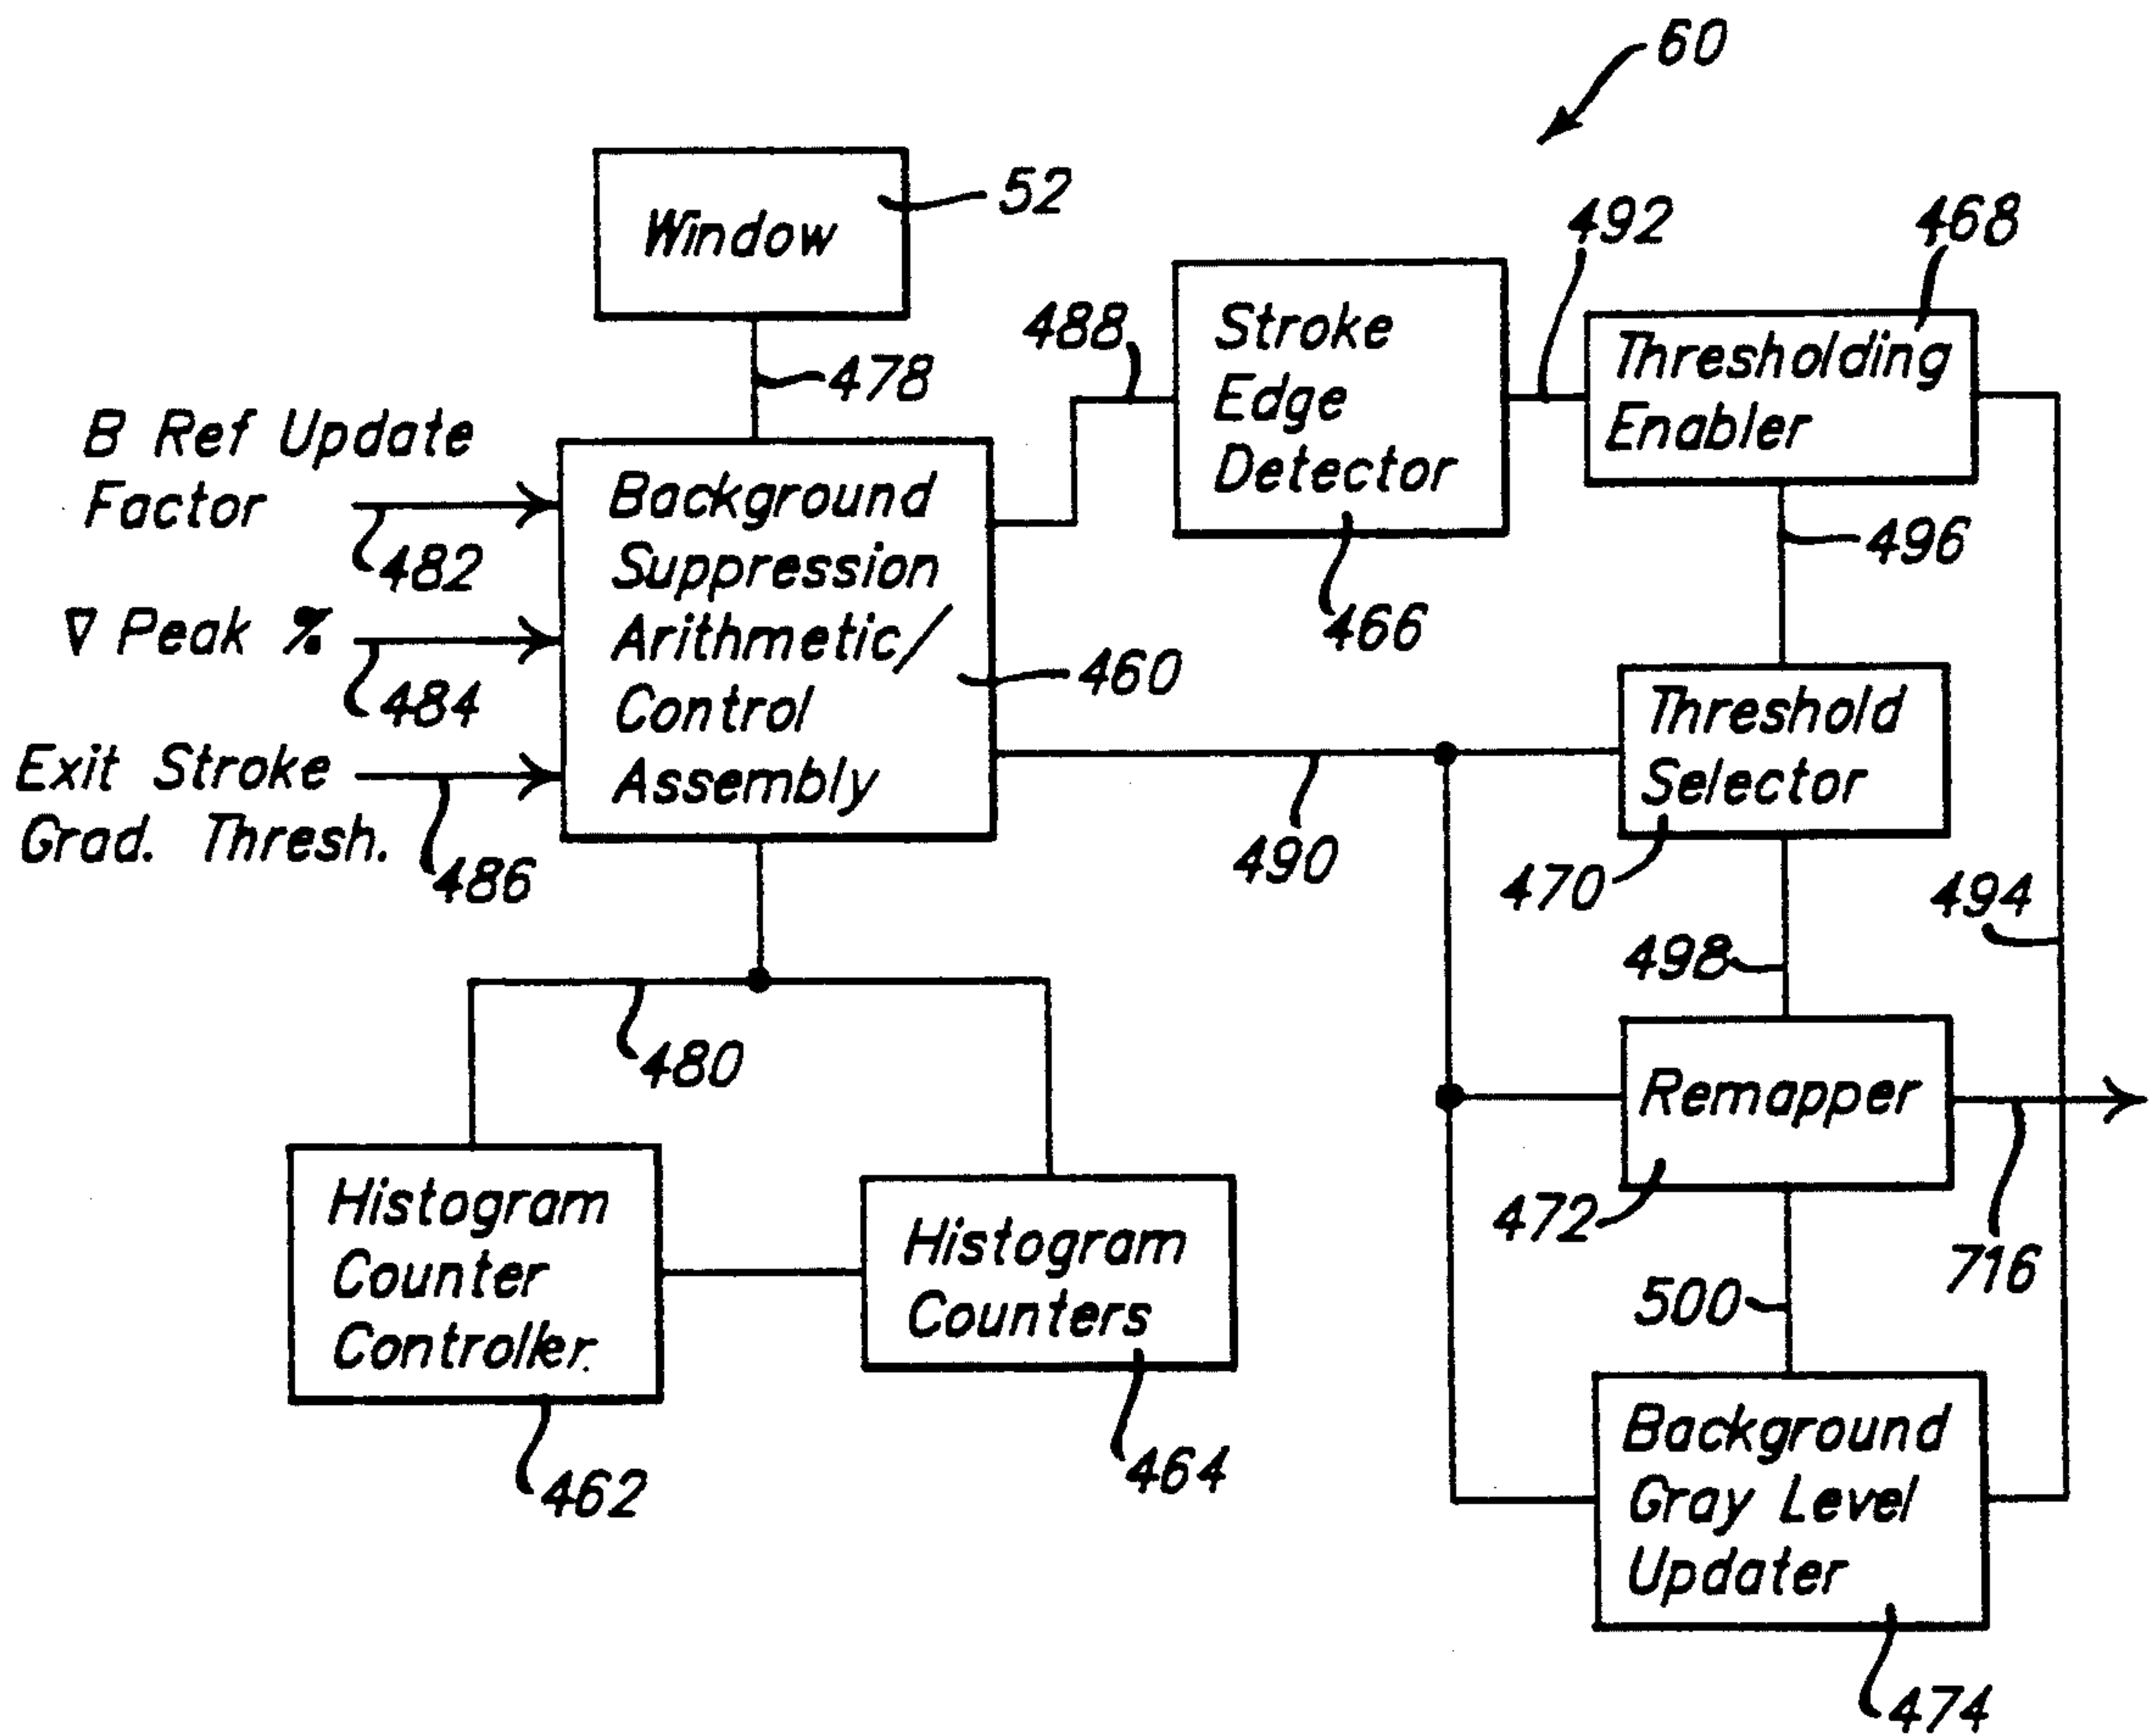 60
Window
52
478
B Ref Update
Factor
482
∇ Peak %
484
Exit Stroke
Grad. Thresh.
486
Background
Suppression
Arithmetic/
Control
Assembly
460
488
Stroke
Edge
Detector
466
492
Thresholding
Enabler
468
496
Threshold
Selector
470
490
494
498
Remapper
472
716
500
Background
Gray Level
Updater
474
480
Histogram
Counter
Controller.
462
Histogram
Counters
464